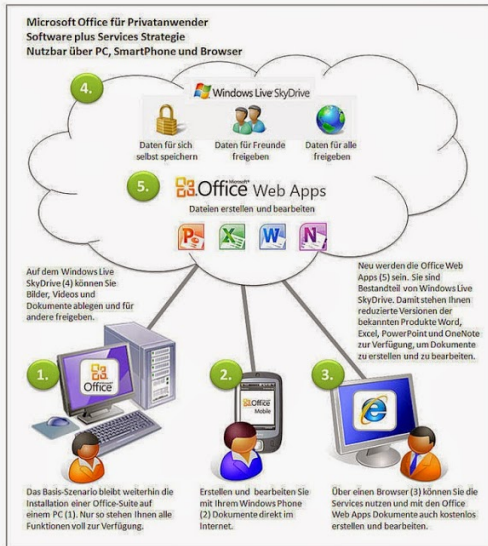 Microsoft Office für Privatanwender
Software plus Services Strategie
Nutzbar über PC, SmartPhone und Browser
4.
Windows Live SkyDrive
Daten für sich
selbst speichern
Daten für Freunde
freigeben
Daten für alle
freigeben
5.
Microsoft
Office Web Apps
Dateien erstellen und bearbeiten
P
X
W
N
Auf dem Windows Live
SkyDrive (4) können Sie
Bilder, Videos und
Dokumente ablegen und für
andere freigeben.
Neu werden die Office Web
Apps (5) sein. Sie sind
Bestandteil von Windows Live
SkyDrive. Damit stehen Ihnen
reduzierte Versionen der
bekannten Produkte Word,
Excel, PowerPoint und OneNote
zur Verfügung, um Dokumente
zu erstellen und zu bearbeiten.
1.
Office
2.
Office
Mobile
3.
Das Basis-Szenario bleibt weiterhin die
Installation einer Office-Suite auf
einem PC (1). Nur so stehen Ihnen alle
Funktionen voll zur Verfügung.
Erstellen und bearbeiten Sie
mit Ihrem Windows Phone
(2) Dokumente direkt im
Internet.
Über einen Browser (3) können Sie die
Services nutzen und mit den Office
Web Apps Dokumente auch kostenlos
erstellen und bearbeiten.